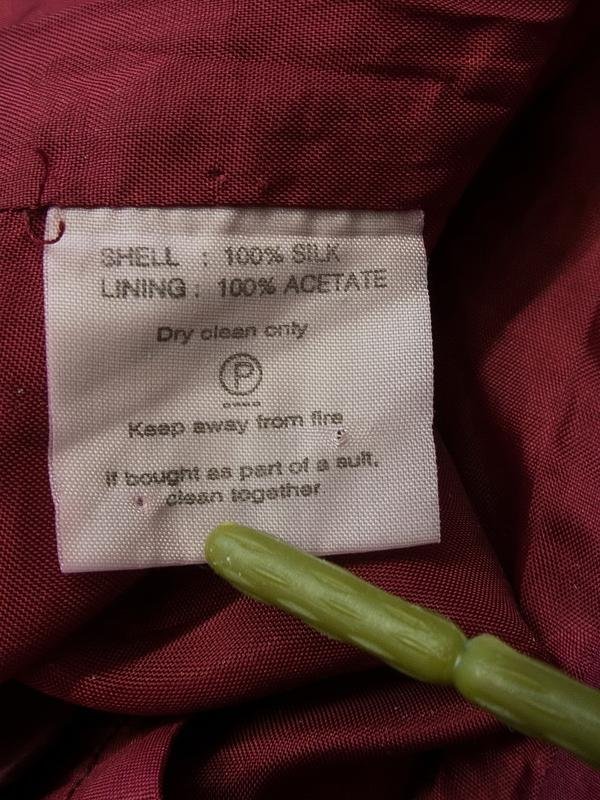 SHELL : 100% SILK
LINING : 100% ACETATE
Dry clean only
P
Keep away from fire
If bought as part of a suit,
clean together.